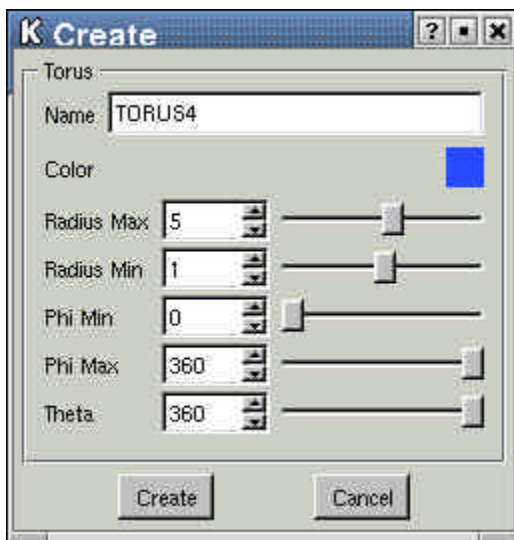 K Create ?
Torus
Name TORUS4
Color
Radius Max 5
Radius Min 1
Phi Min 0
Phi Max 360
Theta 360
Create Cancel